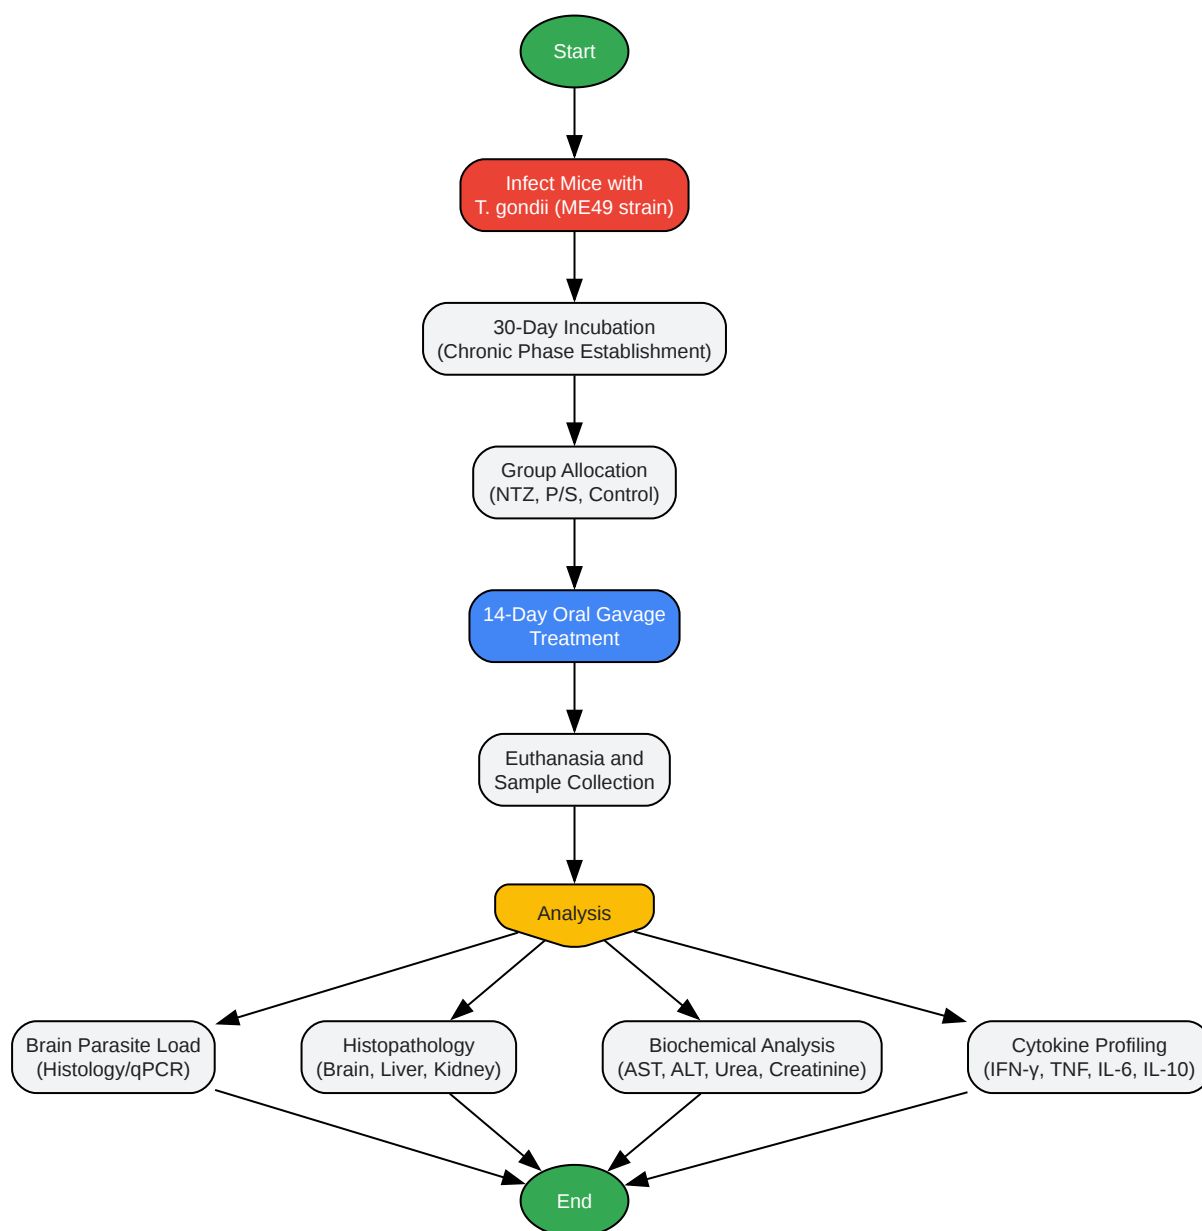 Start
Infect Mice with
T. gondii (ME49 strain)
30-Day Incubation
(Chronic Phase Establishment)
Group Allocation
(NTZ, P/S, Control)
14-Day Oral Gavage
Treatment
Euthanasia and
Sample Collection
Analysis
Brain Parasite Load
(Histology/qPCR)
Histopathology
(Brain, Liver, Kidney)
Biochemical Analysis
(AST, ALT, Urea, Creatinine)
Cytokine Profiling
(IFN-γ, TNF, IL-6, IL-10)
End